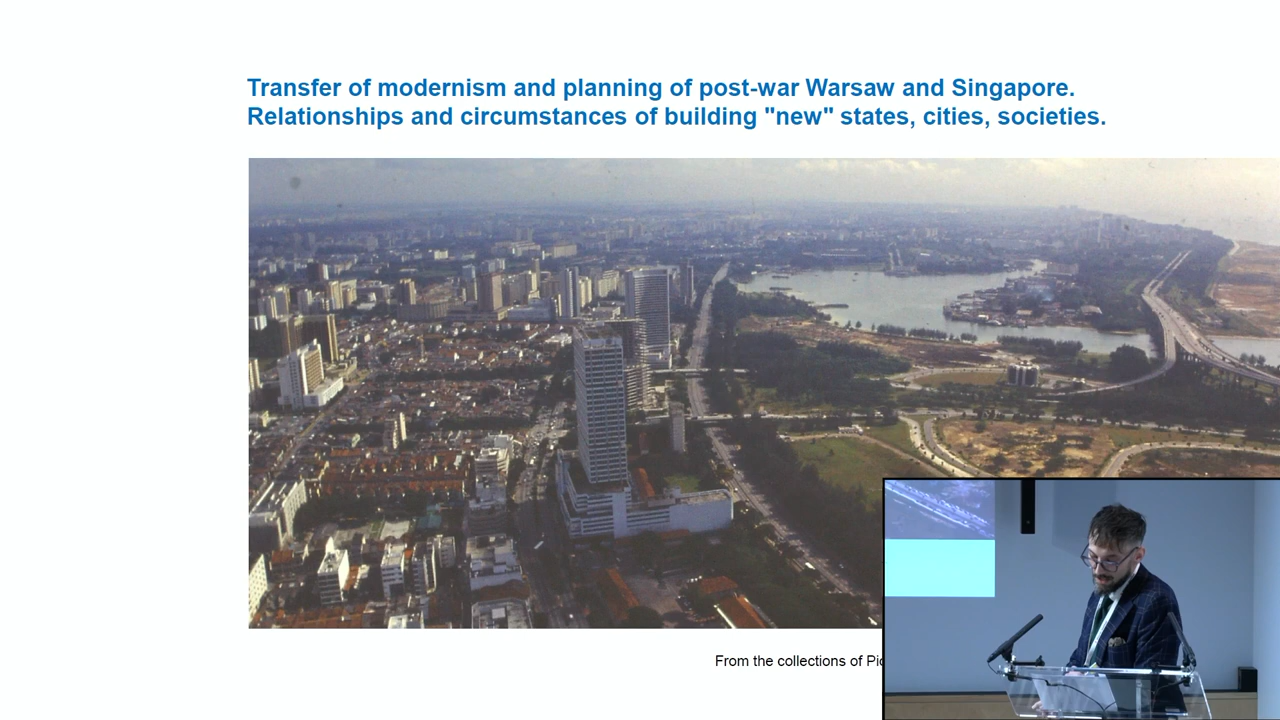 Transfer of modernism and planning of post-war Warsaw and Singapore.
Relationships and circumstances of building "new" states, cities, societies.
From the collections of